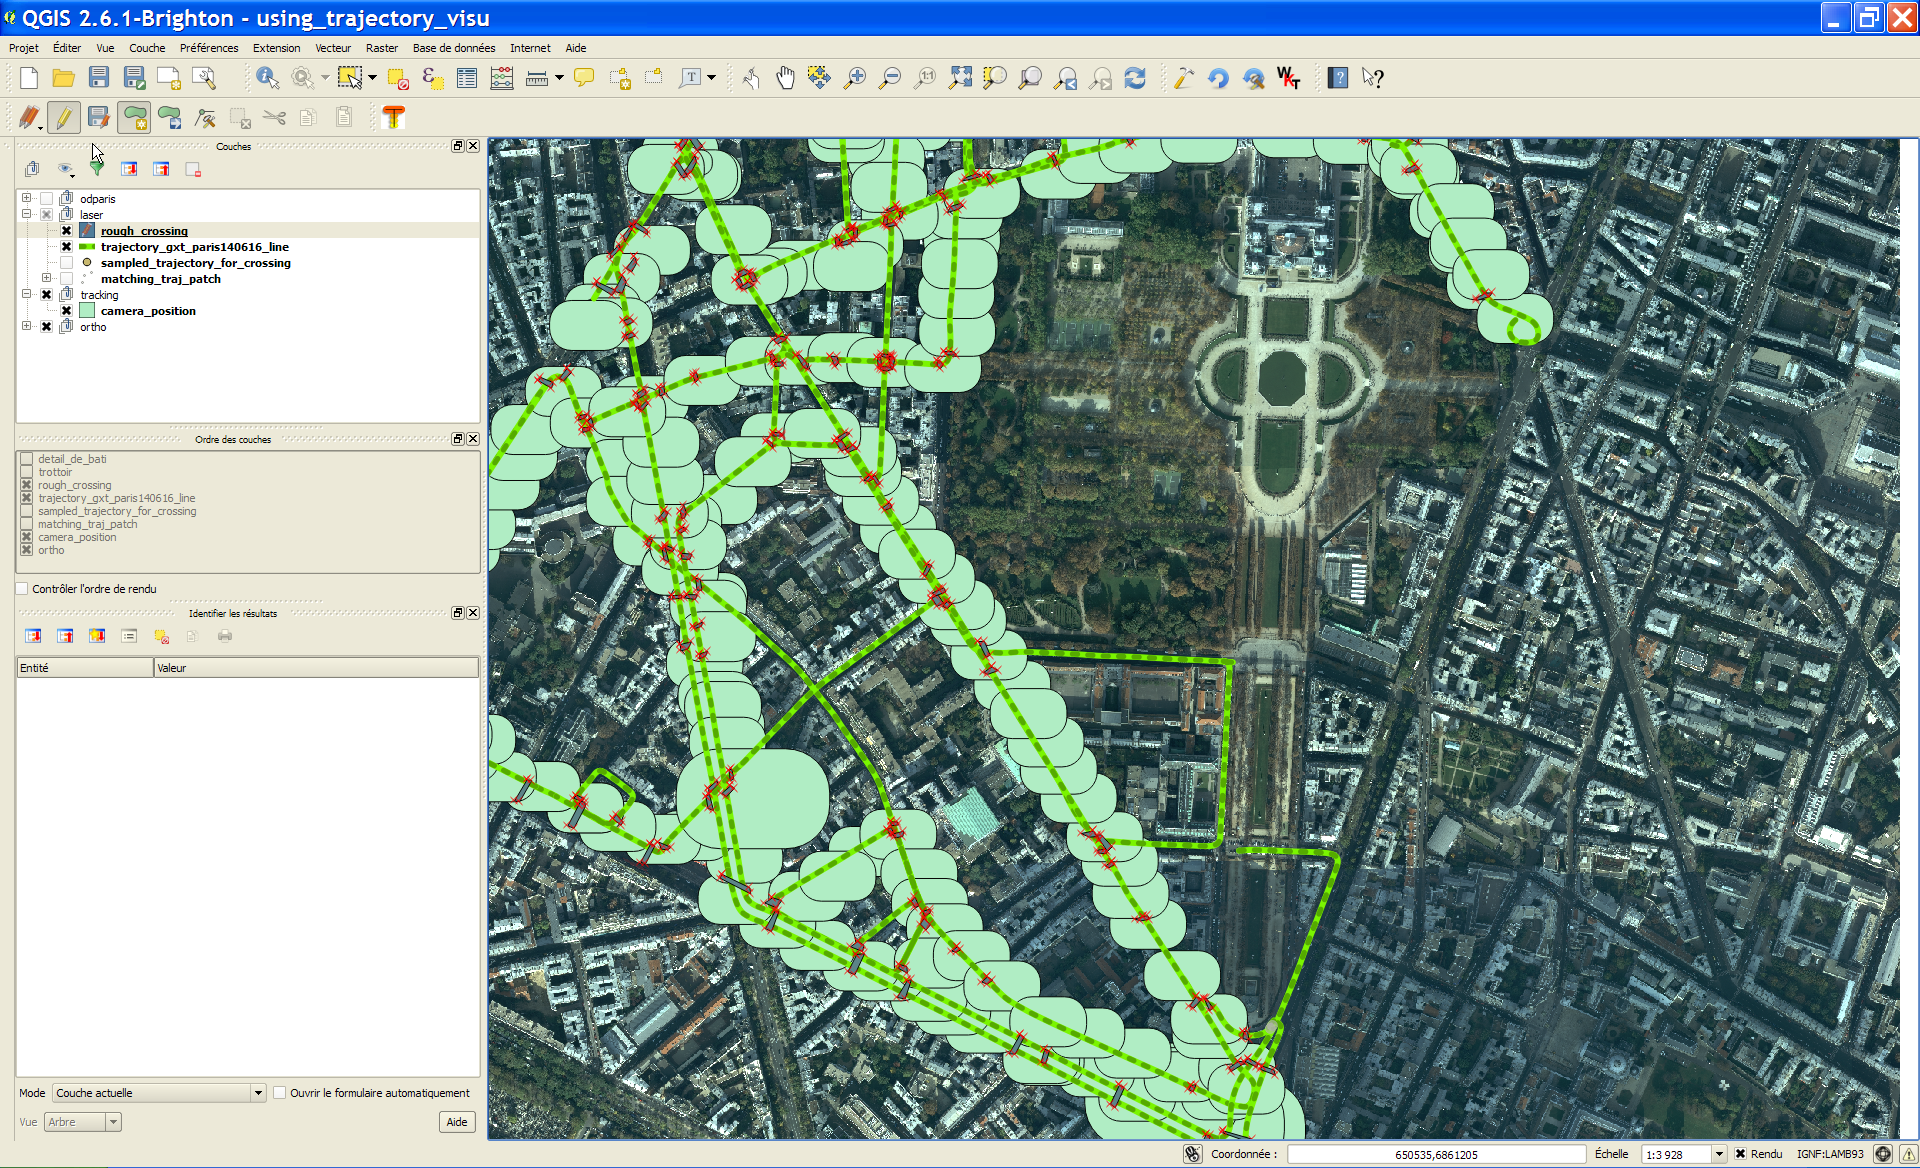 QGIS 2.6.1-Brighton - using_trajectory_visu
Projet Éditer Vue Couche Préférences Extension Vecteur Raster Base de données Internet Aide
Couches
odparis
laser
rough_crossing
trajectory_gxt_paris140616_line
sampled_trajectory_for_crossing
matching_traj_patch
tracking
camera_position
ortho
Ordre des couches
detail_de_bati
trottoir
rough_crossing
trajectory_gxt_paris140616_line
sampled_trajectory_for_crossing
matching_traj_patch
camera_position
ortho
Contrôler l'ordre de rendu
Identifier les résultats
Entité Valeur
Mode Couche actuelle Ouvrir le formulaire automatiquement
Vue Arbre Aide
Coordonnée : 650535,6861205 Échelle 1:3 928 Rendu IGNF:LAMB93